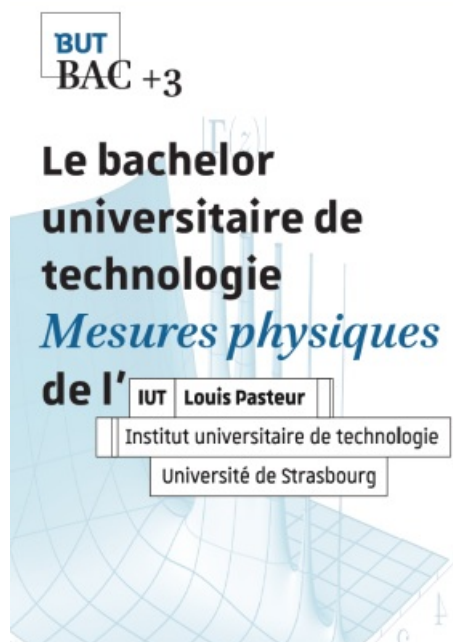 BUT
BAC +3
|Γ(z)|
Le bachelor
universitaire de
technologie
Mesures physiques
de l'IUT Louis Pasteur
Institut universitaire de technologie
Université de Strasbourg
4